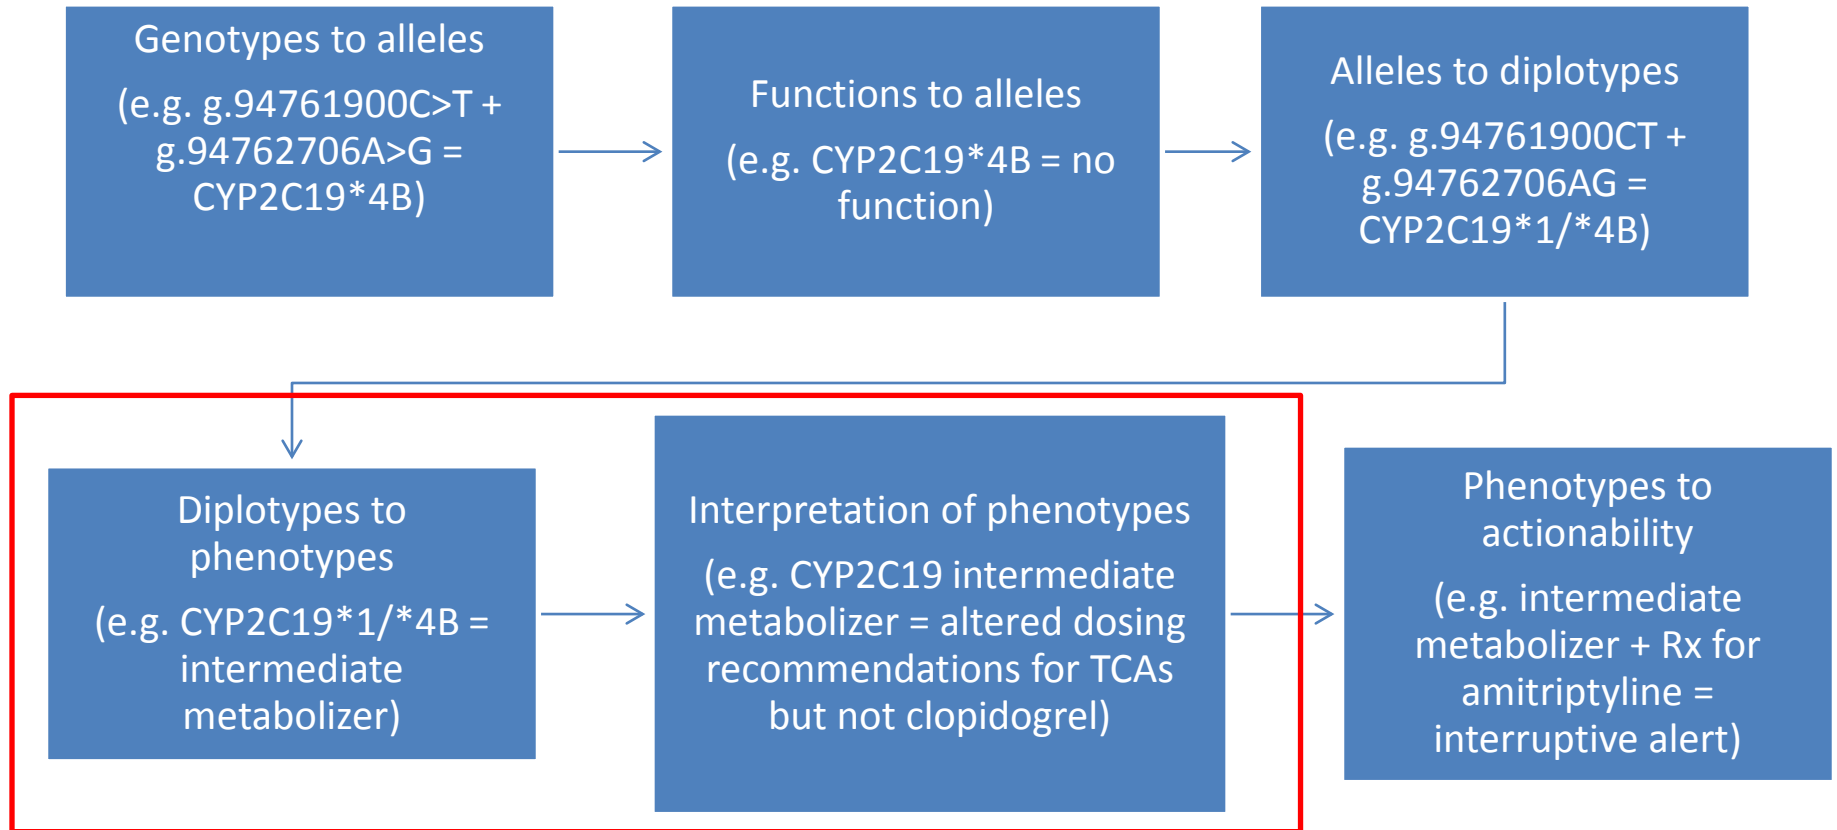 Genotypes to alleles
(e.g. g.94761900C>T +
g.94762706A>G =
CYP2C19*4B)
Functions to alleles
(e.g. CYP2C19*4B = no
function)
Alleles to diplotypes
(e.g. g.94761900CT +
g.94762706AG =
CYP2C19*1/*4B)
Diplotypes to
phenotypes
(e.g. CYP2C19*1/*4B =
intermediate
metabolizer)
Interpretation of phenotypes
(e.g. CYP2C19 intermediate
metabolizer = altered dosing
recommendations for TCAs
but not clopidogrel)
Phenotypes to
actionability
(e.g. intermediate
metabolizer + Rx for
amitriptyline =
interruptive alert)